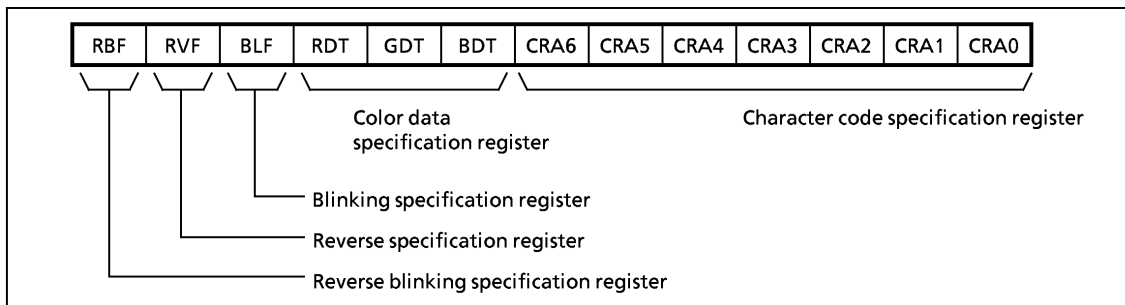 RBF RVF BLF RDT GDT BDT CRA6 CRA5 CRA4 CRA3 CRA2 CRA1 CRA0
Color data
specification register
Character code specification register
Blinking specification register
Reverse specification register
Reverse blinking specification register